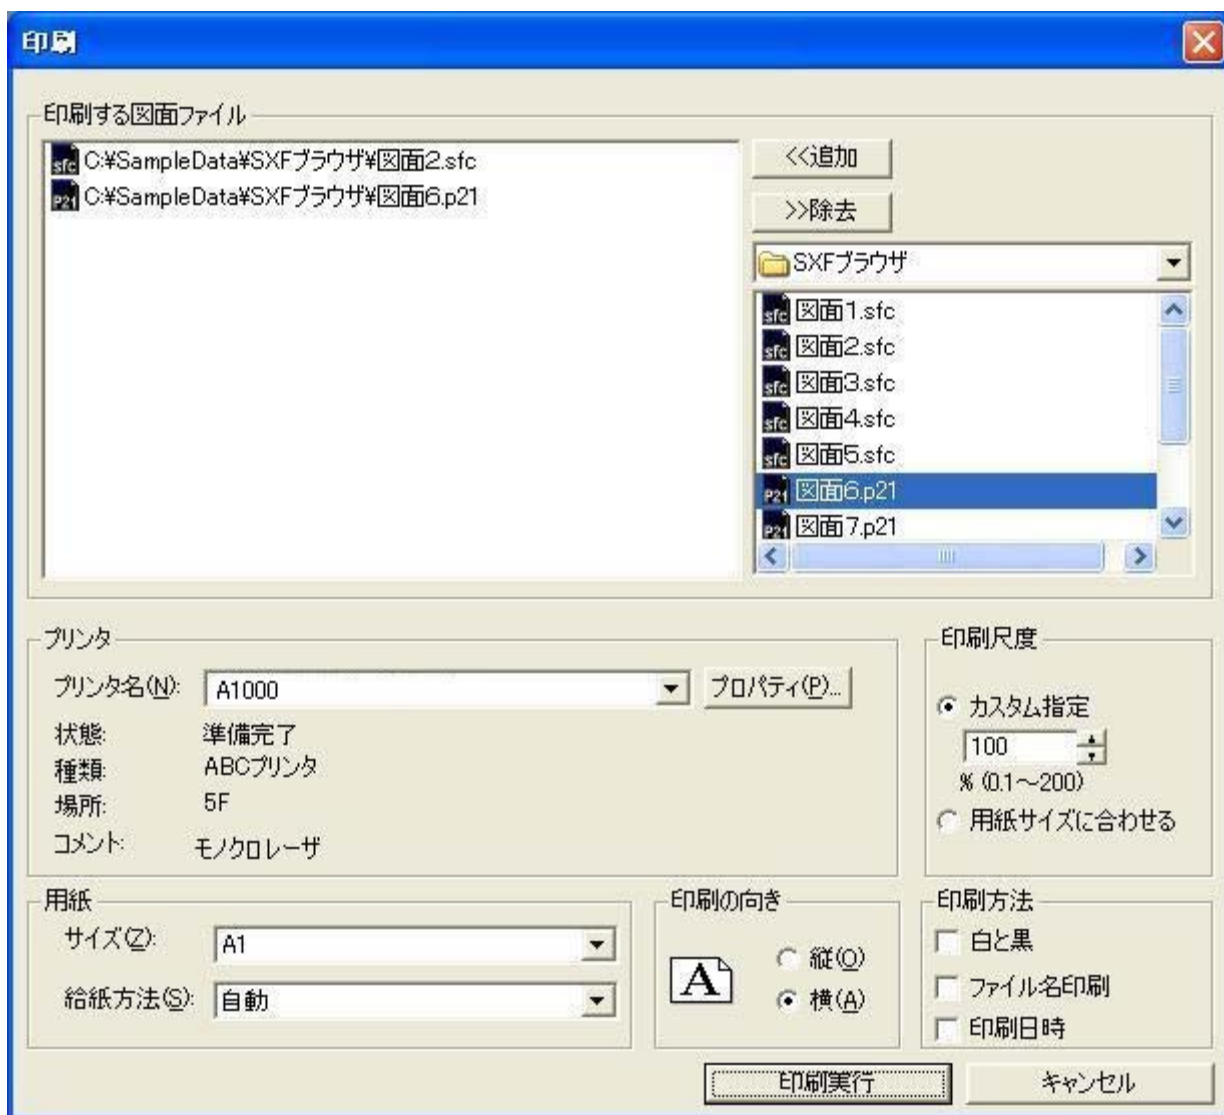 印刷
印刷する図面ファイル
sfc C:¥SampleData¥SXFブラウザ¥図面2.sfc
P21 C:¥SampleData¥SXFブラウザ¥図面6.p21
<<追加
>>除去
SXFブラウザ
sfc 図面1.sfc
sfc 図面2.sfc
sfc 図面3.sfc
sfc 図面4.sfc
sfc 図面5.sfc
P21 図面6.p21
P21 図面7.p21
プリンタ
プリンタ名(N): A1000 プロパティ(P)...
状態: 準備完了
種類: ABCプリンタ
場所: 5F
コメント: モノクロレーザ
印刷尺度
カスタム指定
100
% (0.1～200)
用紙サイズに合わせる
用紙
サイズ(Z): A1
給紙方法(S): 自動
印刷の向き
A
縦(O)
横(A)
印刷方法
白と黒
ファイル名印刷
印刷日時
印刷実行
キャンセル